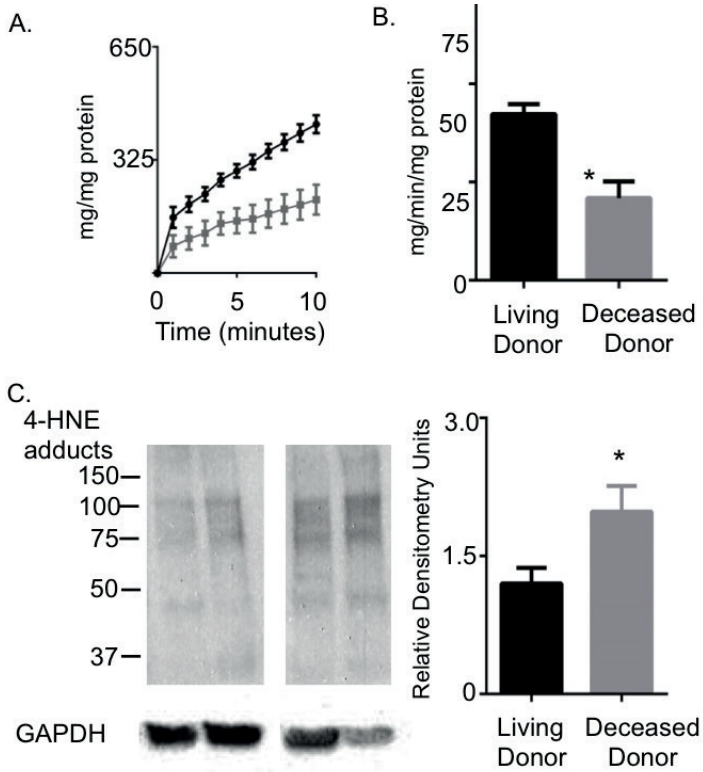 A.
650
325
mg/mg protein
0
5
10
Time (minutes)
B.
75
50
25
0
mg/min/mg protein
*
Living
Donor
Deceased
Donor
C.
4-HNE
adducts
150
100
75
50
37
GAPDH
3.0
1.5
0
Relative Densitometry Units
*
Living
Donor
Deceased
Donor